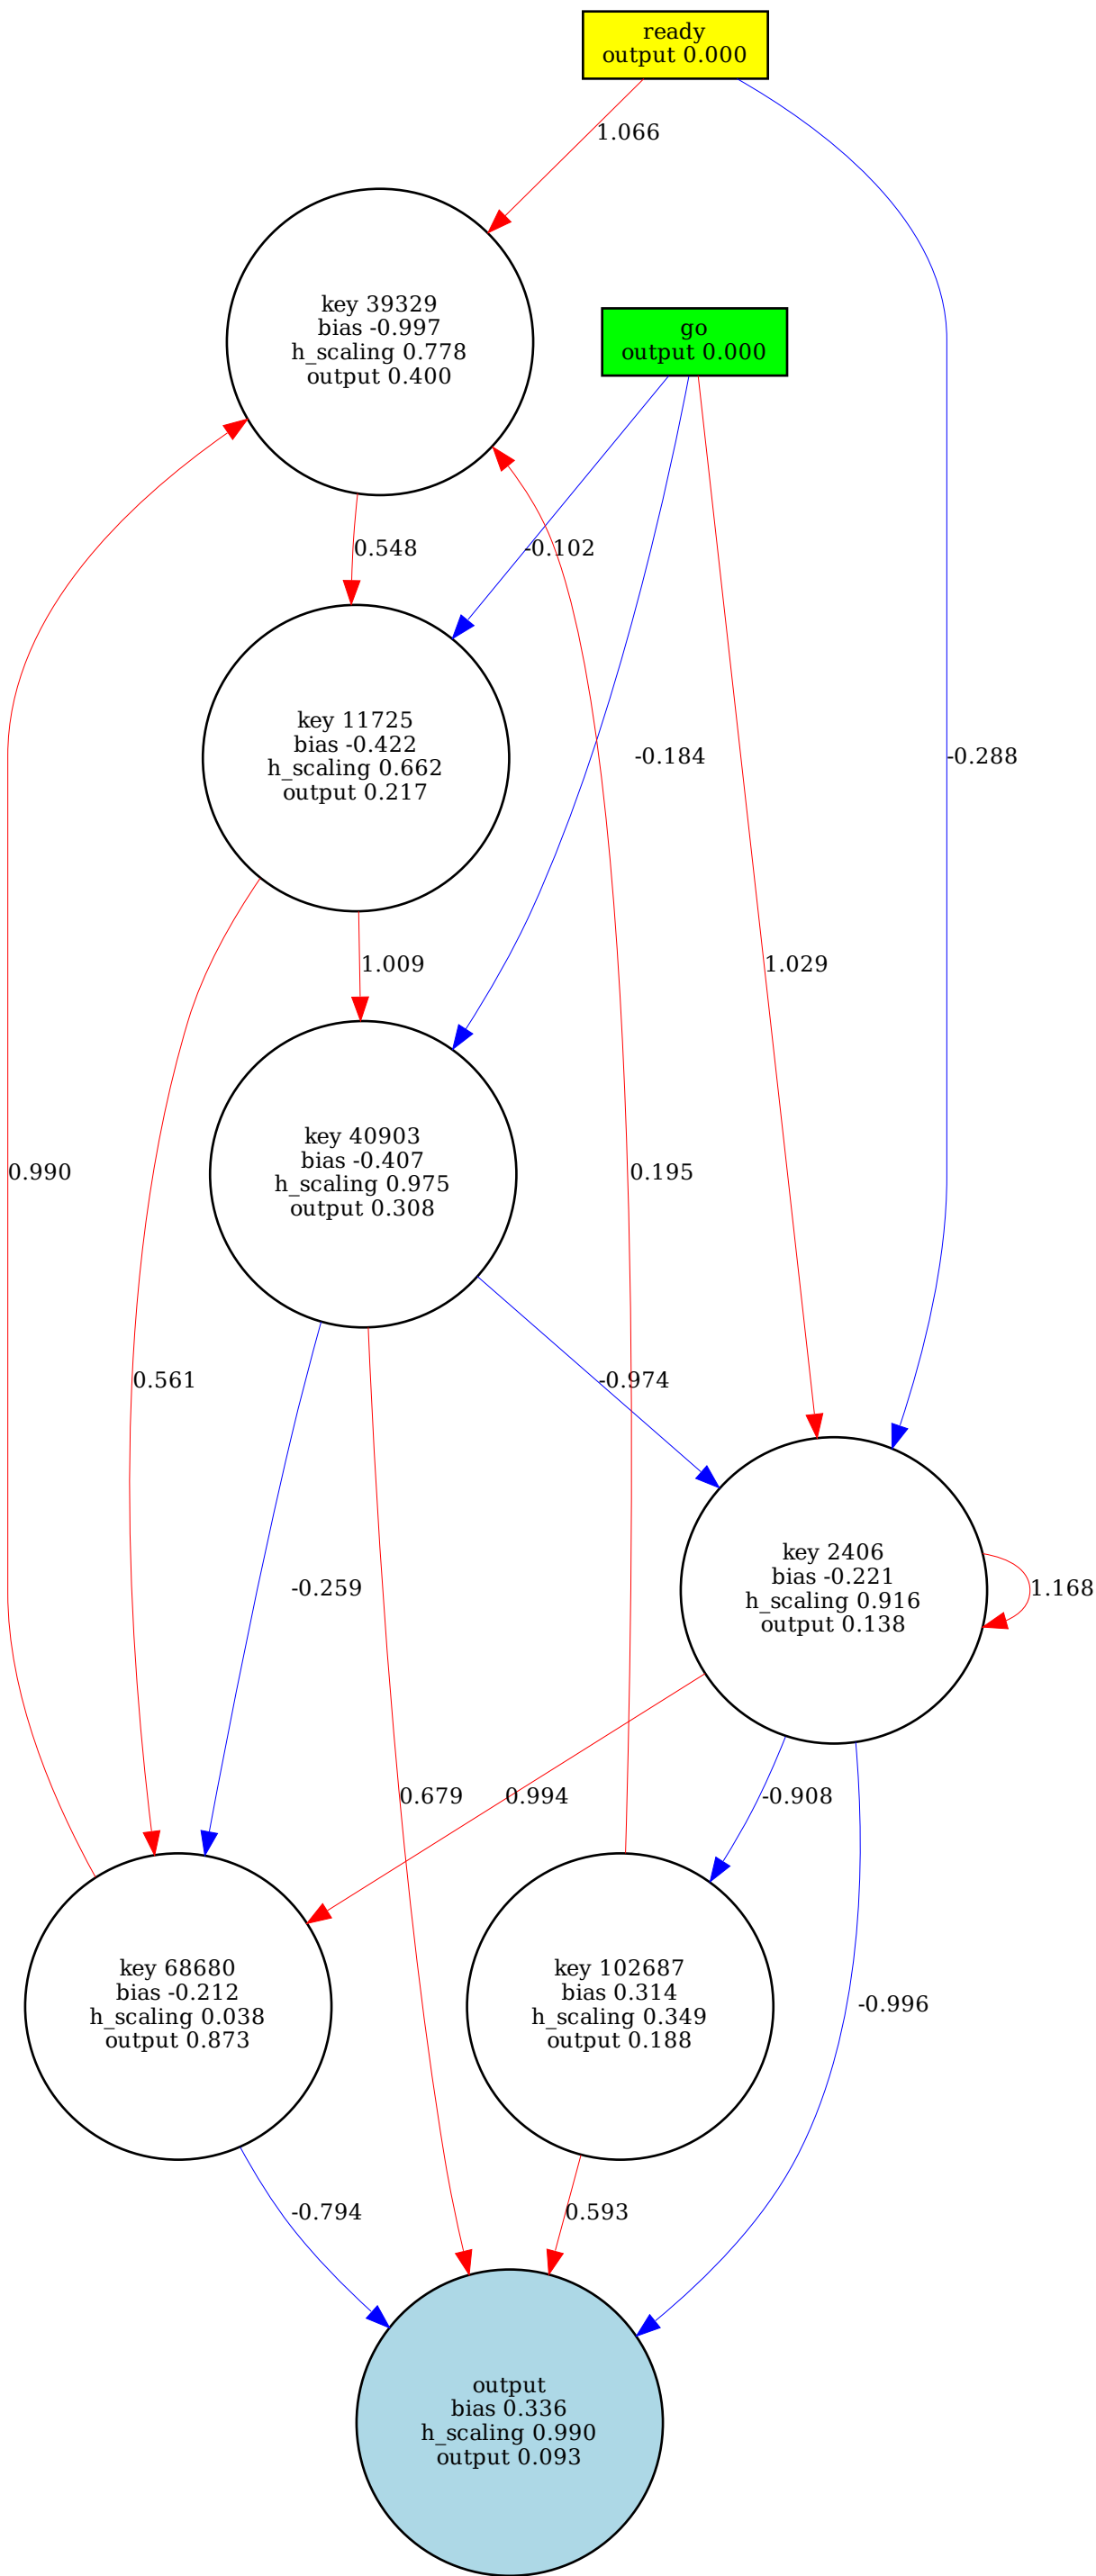 ready
output 0.000
1.066
key 39329
bias -0.997
h_scaling 0.778
output 0.400
go
output 0.000
0.548
-0.102
key 11725
bias -0.422
h_scaling 0.662
output 0.217
-0.184
-0.288
1.009
1.029
key 40903
bias -0.407
h_scaling 0.975
output 0.308
0.990
0.195
0.561
-0.974
key 2406
bias -0.221
h_scaling 0.916
output 0.138
-0.259
1.168
0.679
0.994
-0.908
key 68680
bias -0.212
h_scaling 0.038
output 0.873
key 102687
bias 0.314
h_scaling 0.349
output 0.188
-0.996
-0.794
0.593
output
bias 0.336
h_scaling 0.990
output 0.093